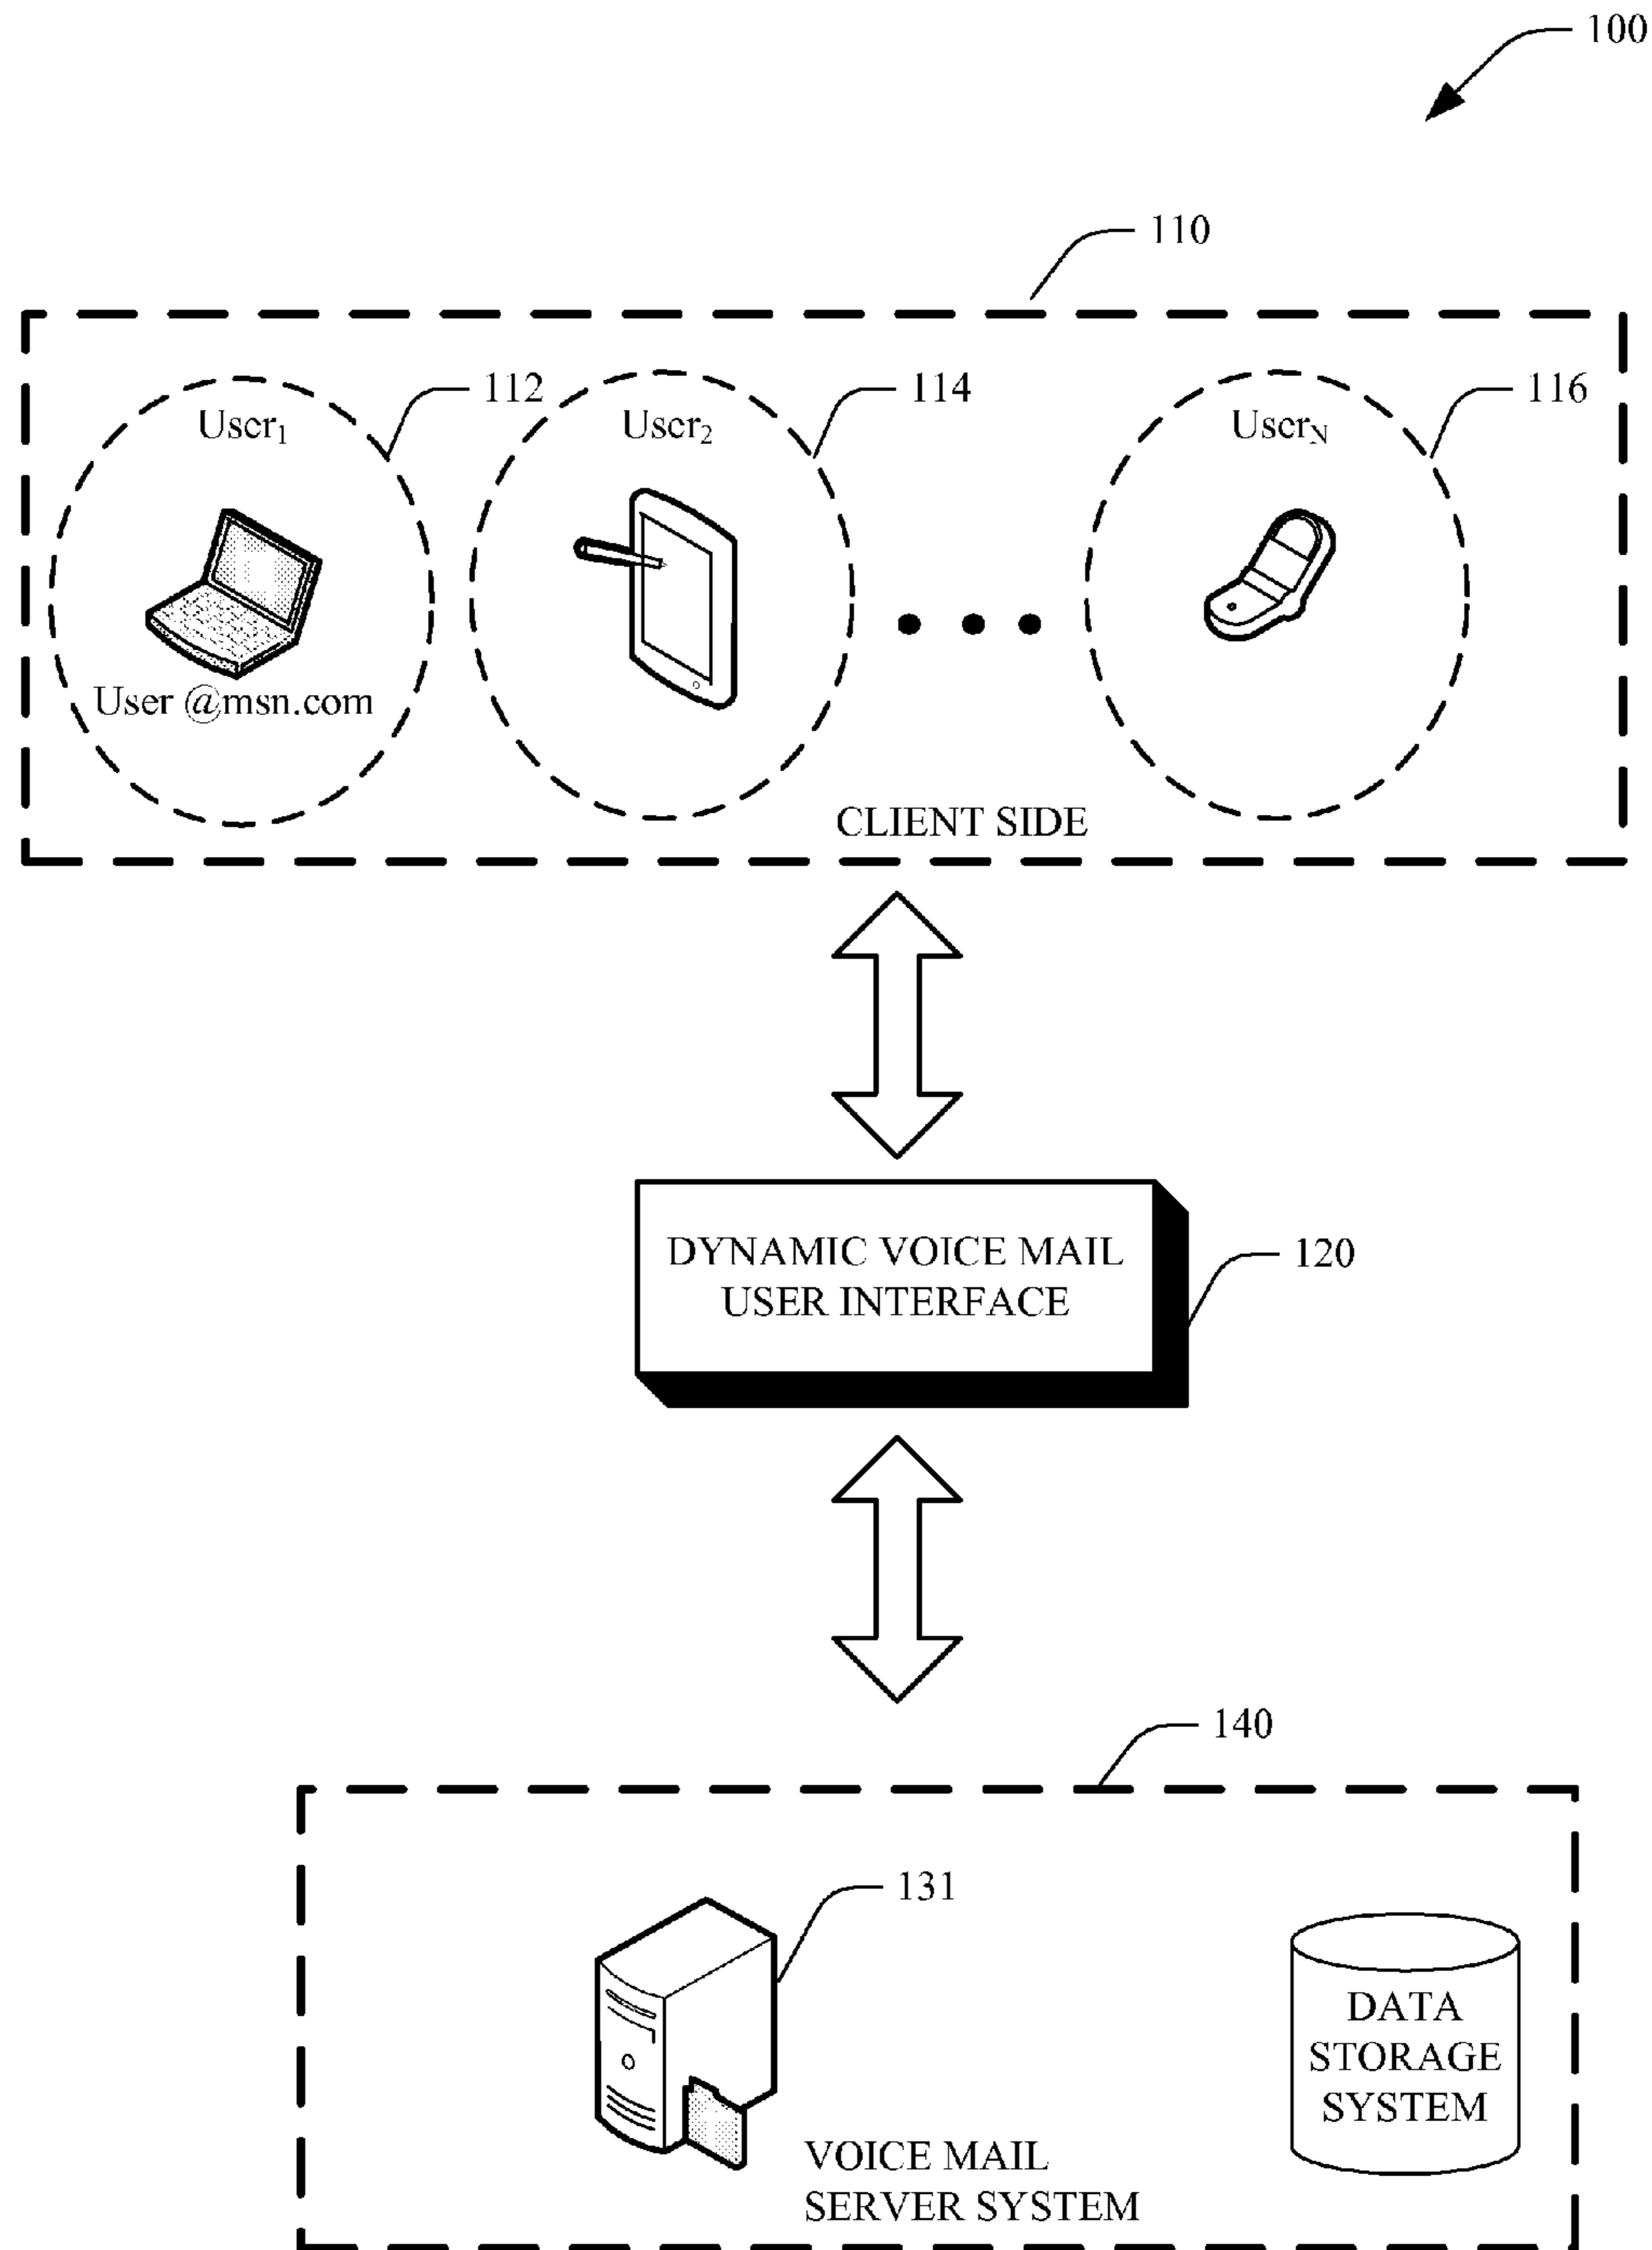 100
110
112
114
116
User₁
User₂
User_N
User @msn.com
CLIENT SIDE
DYNAMIC VOICE MAIL
USER INTERFACE
120
140
131
DATA
STORAGE
SYSTEM
VOICE MAIL
SERVER SYSTEM